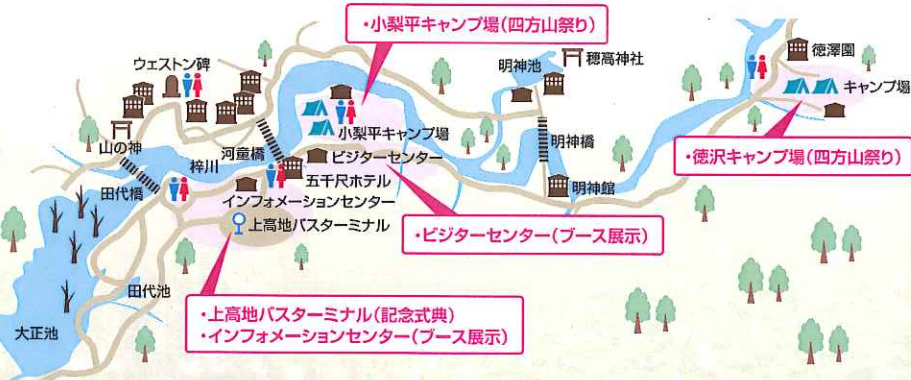 ・小梨平キャンプ場(四方山祭り)
ウェストン碑
明神池
穂高神社
徳澤園
キャンプ場
山の神
河童橋
小梨平キャンプ場
梓川
ビジターセンター
明神橋
・徳沢キャンプ場(四方山祭り)
田代橋
五千尺ホテル
明神館
インフォメーションセンター
上高地バスターミナル
・ビジターセンター(ブース展示)
田代池
・上高地バスターミナル(記念式典)
・インフォメーションセンター(ブース展示)
大正池